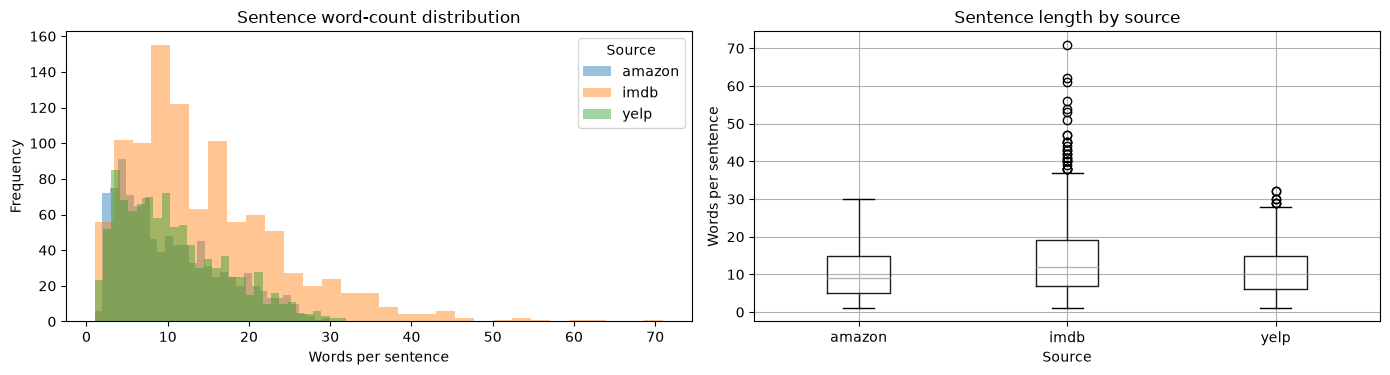 Sentence word-count distribution
Source
amazon
imdb
yelp
Frequency
160
140
120
100
80
60
40
20
0
0 10 20 30 40 50 60 70
Words per sentence
Sentence length by source
Words per sentence
70
60
50
40
30
20
10
0
amazon imdb yelp
Source